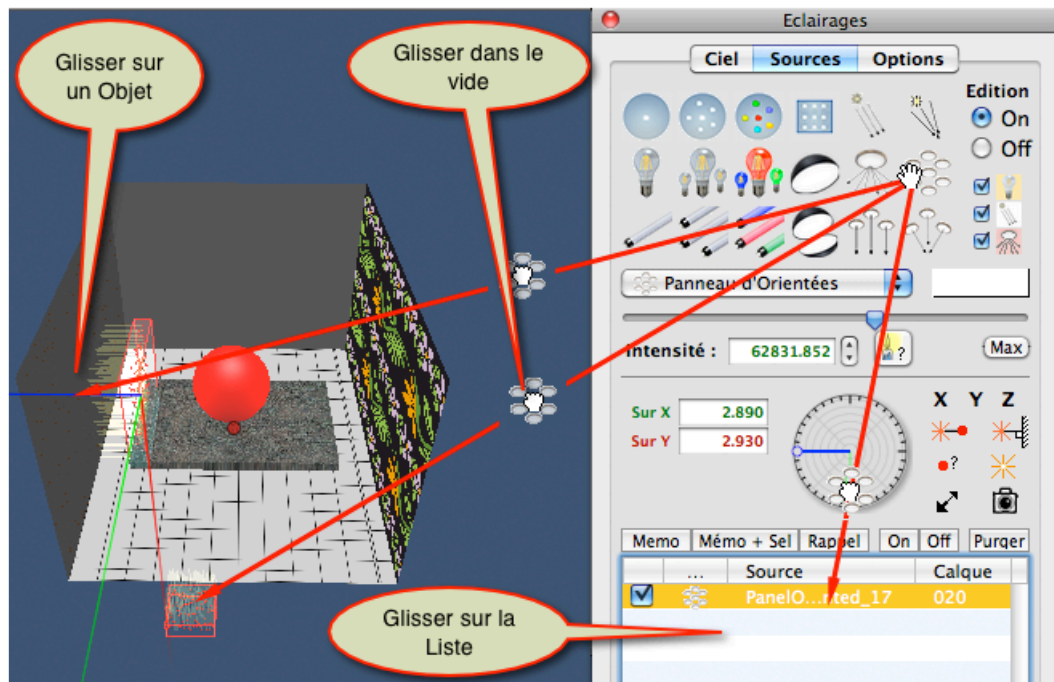 Glisser sur
un Objet
Glisser dans le
vide
Eclairages
Ciel Sources Options
Edition
On
Off
Panneau d'Orientées
Intensité : 62831.852 ? Max
Sur X 2.890
Sur Y 2.930
X Y Z
?
Memo Mémo + Sel Rappel On Off Purger
... Source Calque
PanelO...nted_17 020
Glisser sur la
Liste